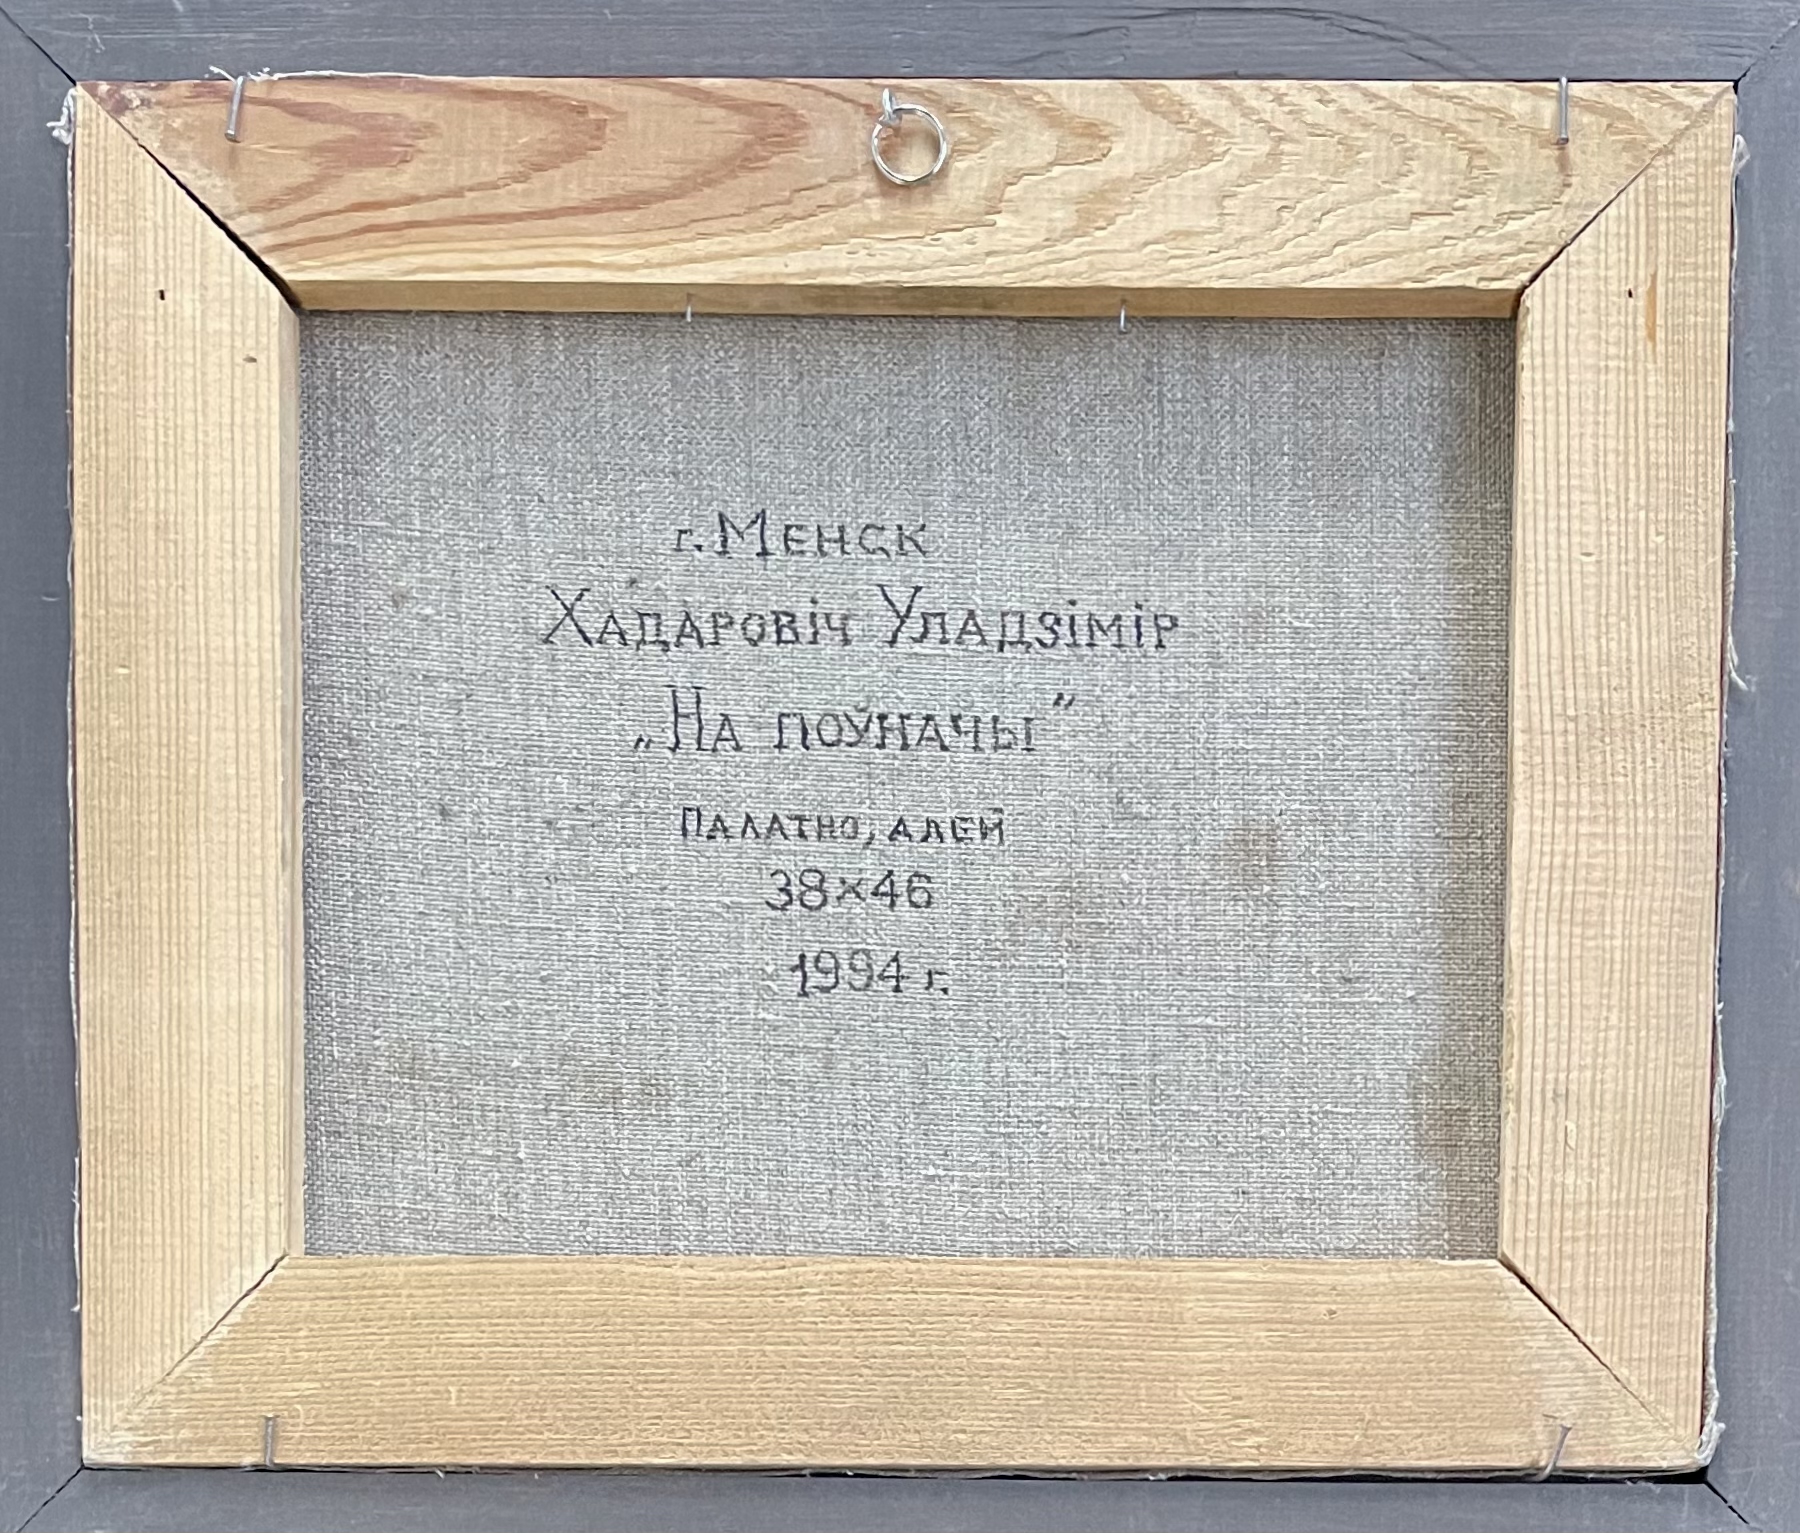 г. Менск
Хадаровіч Уладзімір
„На поўначы”
Палатно, алей
38×46
1994 г.